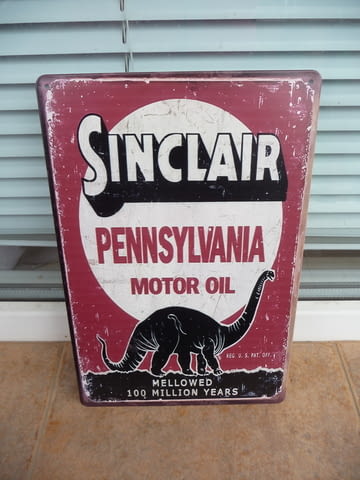 SINCLAIR
PENNSYLVANIA
MOTOR OIL
REG. U. S. PAT. OFF.
MELLOWED
100 MILLION YEARS